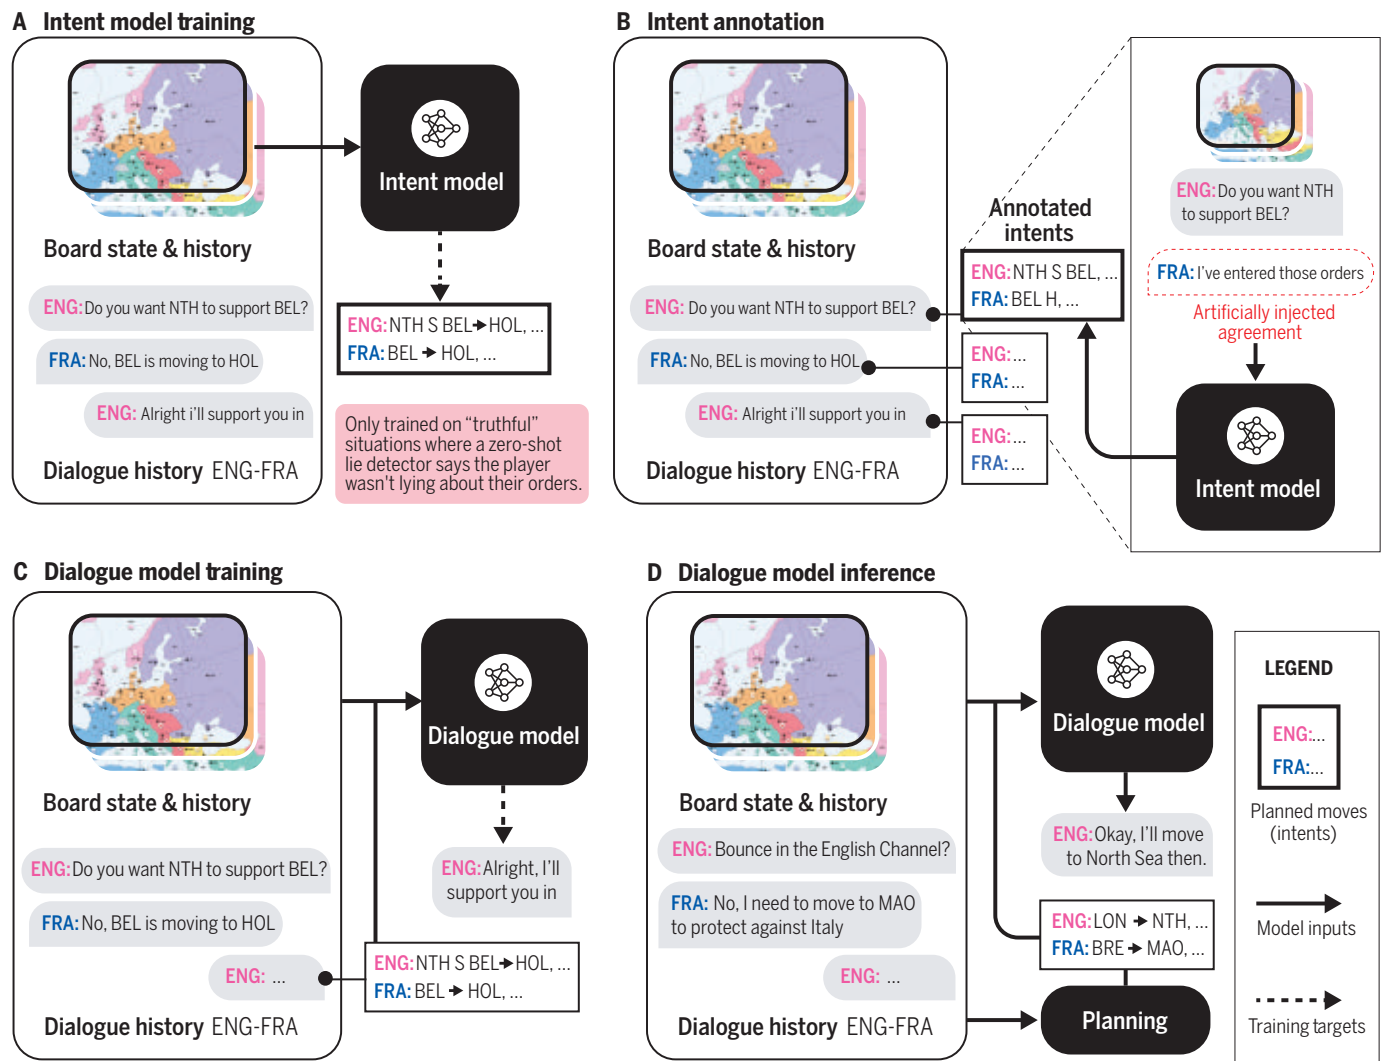 A Intent model training
Intent model
Board state & history
ENG: Do you want NTH to support BEL?
FRA: No, BEL is moving to HOL
ENG: Alright i'll support you in
Dialogue history ENG-FRA
ENG: NTH S BEL→HOL, ...
FRA: BEL → HOL, ...
Only trained on “truthful”
situations where a zero-shot
lie detector says the player
wasn't lying about their orders.
B Intent annotation
Board state & history
ENG: Do you want NTH to support BEL?
FRA: No, BEL is moving to HOL
ENG: Alright i'll support you in
Dialogue history ENG-FRA
Annotated
intents
ENG: NTH S BEL, ...
FRA: BEL H, ...
ENG: ...
FRA: ...
ENG: ...
FRA: ...
ENG: Do you want NTH
to support BEL?
FRA: I've entered those orders
Artificially injected
agreement
Intent model
C Dialogue model training
Dialogue model
Board state & history
ENG: Do you want NTH to support BEL?
FRA: No, BEL is moving to HOL
ENG: ...
Dialogue history ENG-FRA
ENG: Alright, I'll
support you in
ENG: NTH S BEL→HOL, ...
FRA: BEL → HOL, ...
D Dialogue model inference
Dialogue model
Board state & history
ENG: Bounce in the English Channel?
FRA: No, I need to move to MAO
to protect against Italy
ENG: ...
Dialogue history ENG-FRA
ENG: Okay, I'll move
to North Sea then.
ENG: LON → NTH, ...
FRA: BRE → MAO, ...
Planning
LEGEND
ENG:...
FRA:...
Planned moves
(intents)
Model inputs
Training targets